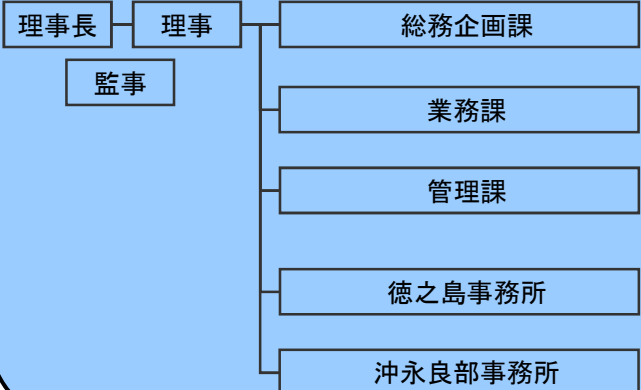 理事長 理事 総務企画課
監事
業務課
管理課
徳之島事務所
沖永良部事務所